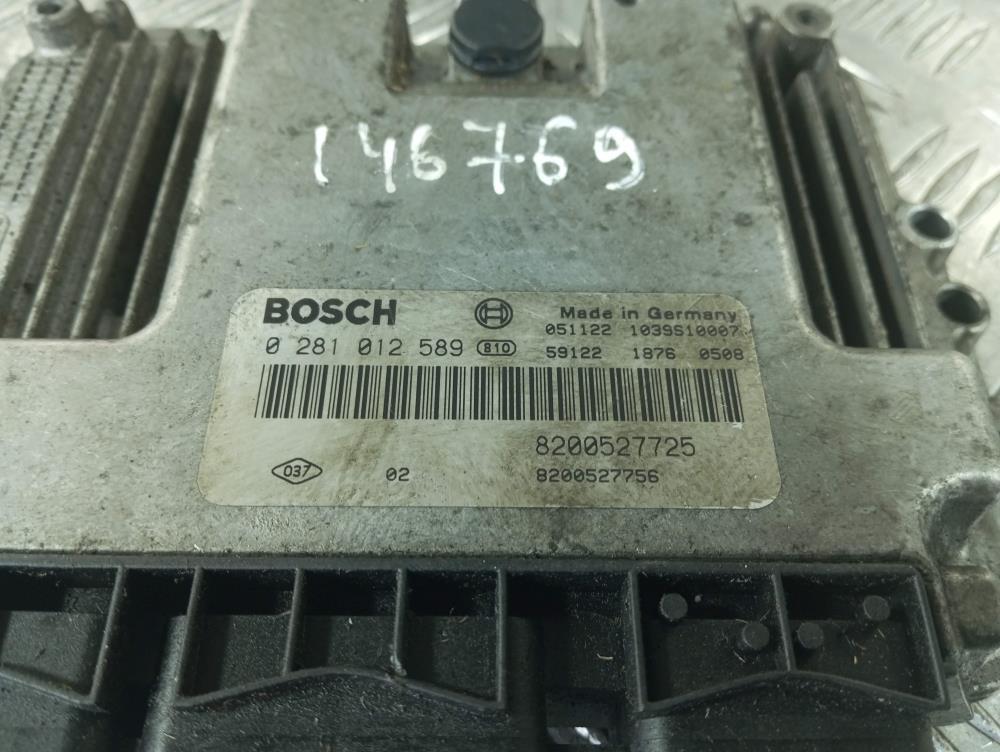 146769
BOSCH Made in Germany
051122 1039S10007
0 281 012 589 810 59122 1876 0508
8200527725
037 02 8200527756